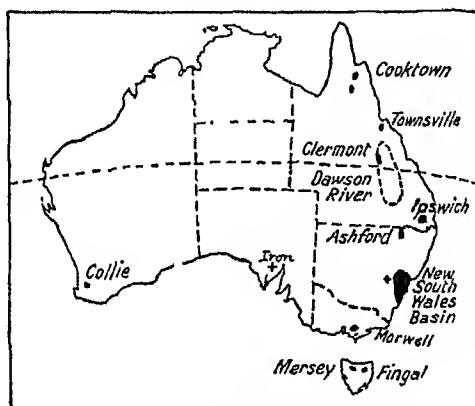 Cooktown
Townsville
Clermont
Dawson
River
Ipswich
Ashford
Iron
Collie
New
South
Wales
Basin
Morwell
Mersey Fingal